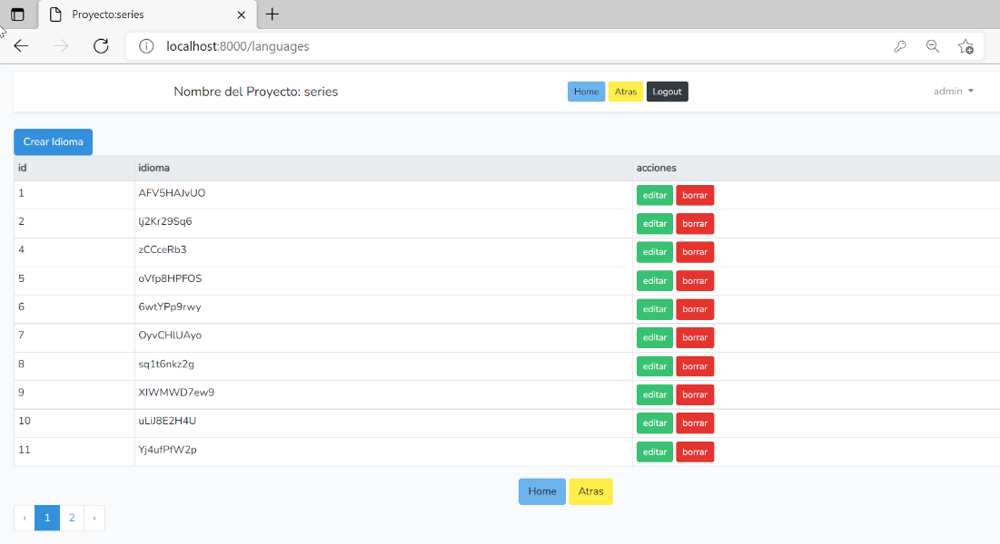 Proyecto:series
localhost:8000/languages
Nombre del Proyecto: series Home Atras Logout admin
Crear Idioma
id idioma acciones
1 AFV5HAJvUO editar borrar
2 lj2Kr29Sq6 editar borrar
4 zCCceRb3 editar borrar
5 oVfp8HPFOS editar borrar
6 6wtYPp9rwy editar borrar
7 OyvCHlUAyo editar borrar
8 sq1t6nkz2g editar borrar
9 XIWMWD7ew9 editar borrar
10 uLiJ8E2H4U editar borrar
11 Yj4ufPfW2p editar borrar
Home Atras
‹ 1 2 ›